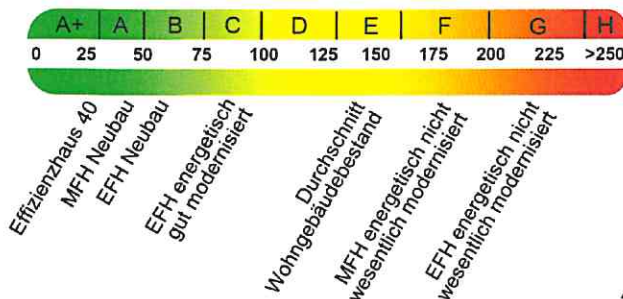 A+ A B C D E F G H
0 25 50 75 100 125 150 175 200 225 >250
Effizienzhaus 40
MFH Neubau
EFH Neubau
EFH energetisch
gut modernisiert
Durchschnitt
Wohngebäudebestand
MFH energetisch nicht
wesentlich modernisiert
EFH energetisch nicht
wesentlich modernisiert